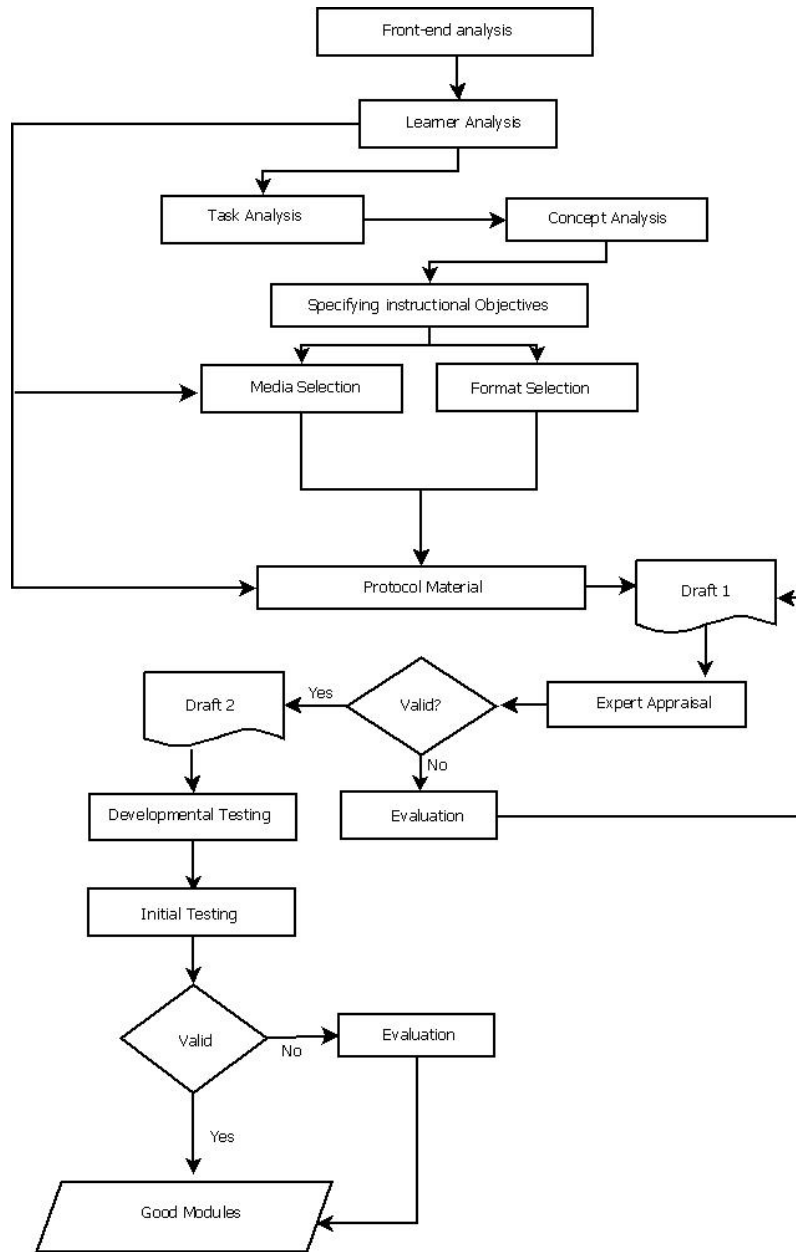 Front-end analysis
Learner Analysis
Task Analysis
Concept Analysis
Specifying instructional Objectives
Media Selection
Format Selection
Protocol Material
Draft 1
Draft 2
Yes
Valid?
Expert Appraisal
No
Developmental Testing
Evaluation
Initial Testing
Valid
No
Evaluation
Yes
Good Modules